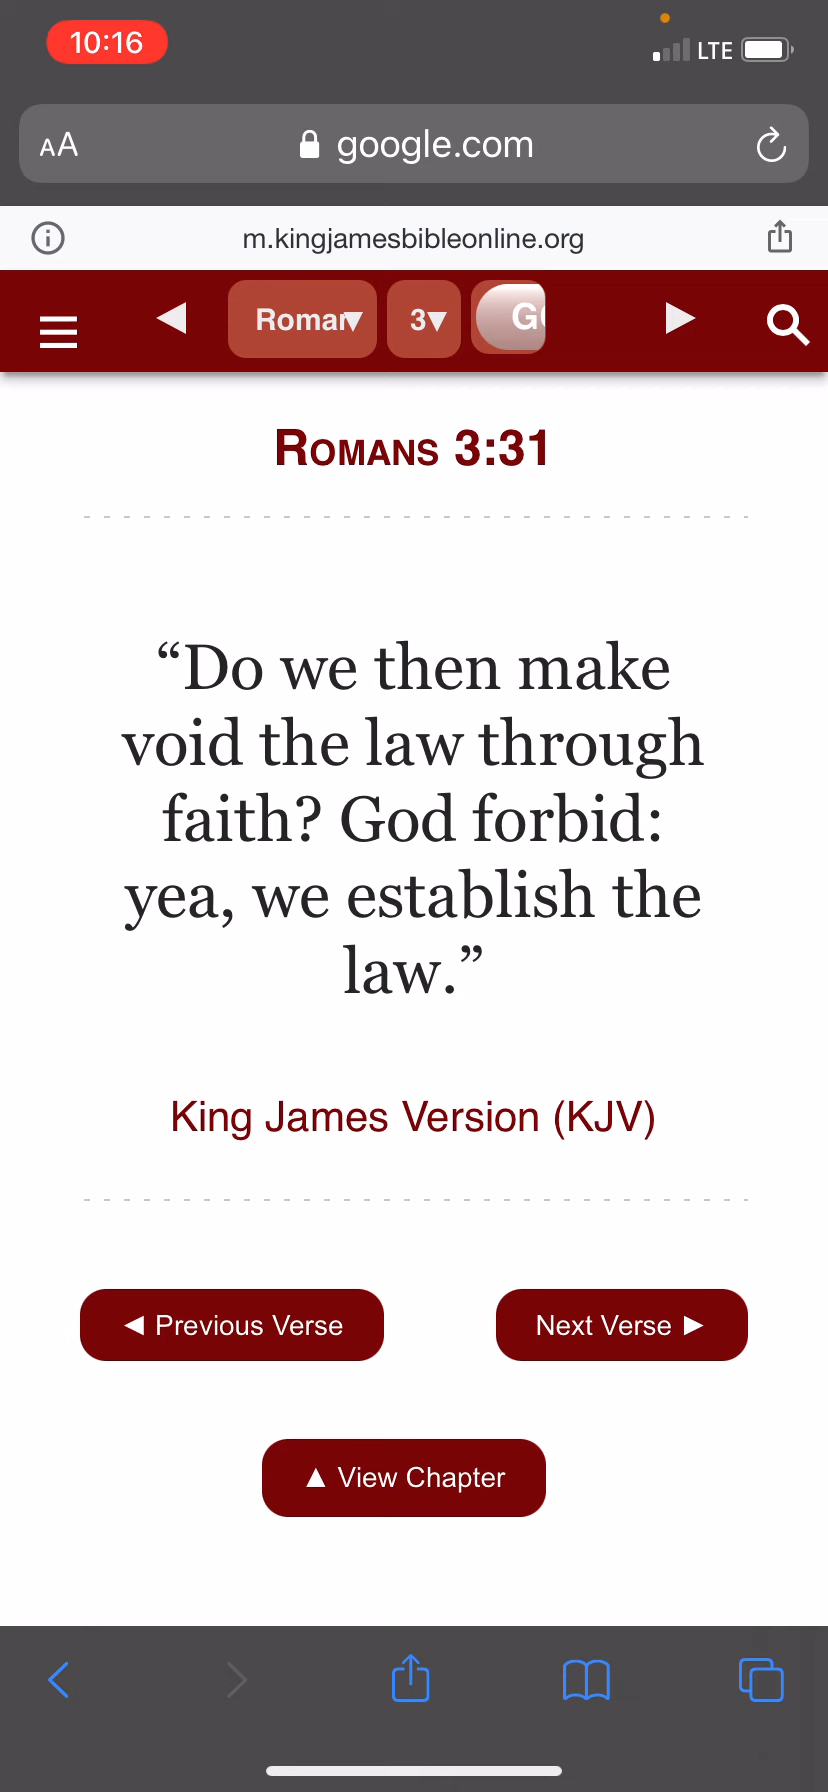 10:16
LTE
AA google.com
m.kingjamesbibleonline.org
3
ROMANS 3:31
“Do we then make
void the law through
faith? God forbid:
yea, we establish the
law.”
King James Version (KJV)
◀ Previous Verse
Next Verse ▶
▲ View Chapter